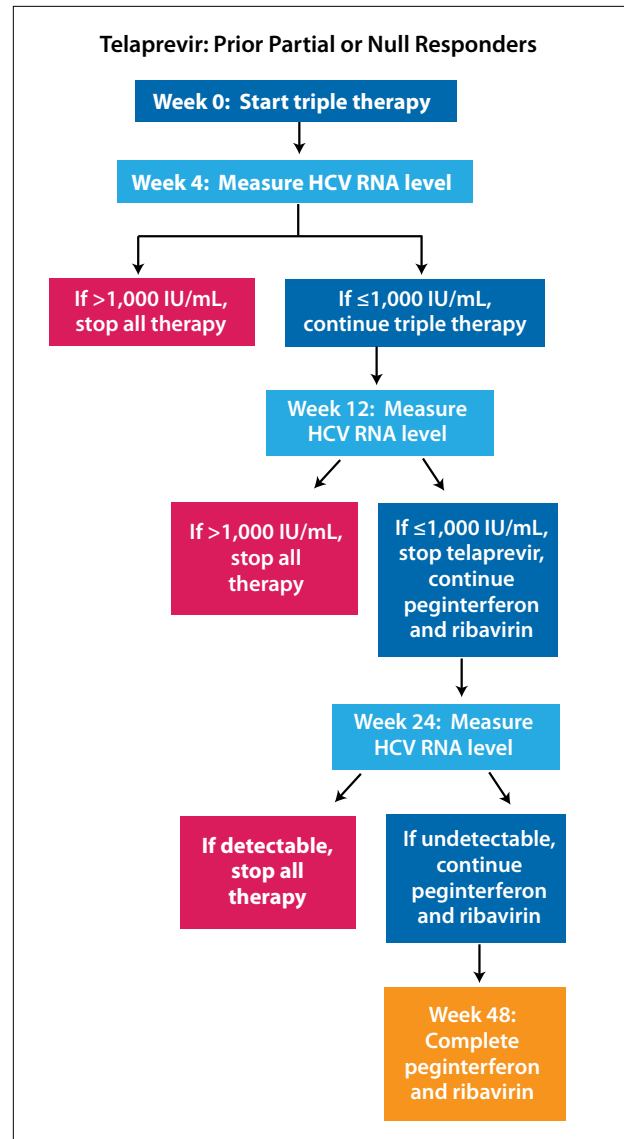 Telaprevir: Prior Partial or Null Responders
Week 0: Start triple therapy
Week 4: Measure HCV RNA level
If >1,000 IU/mL,
stop all therapy
If ≤1,000 IU/mL,
continue triple therapy
Week 12: Measure
HCV RNA level
If >1,000 IU/mL,
stop all
therapy
If ≤1,000 IU/mL,
stop telaprevir,
continue
peginterferon
and ribavirin
Week 24: Measure
HCV RNA level
If detectable,
stop all
therapy
If undetectable,
continue
peginterferon
and ribavirin
Week 48:
Complete
peginterferon
and ribavirin